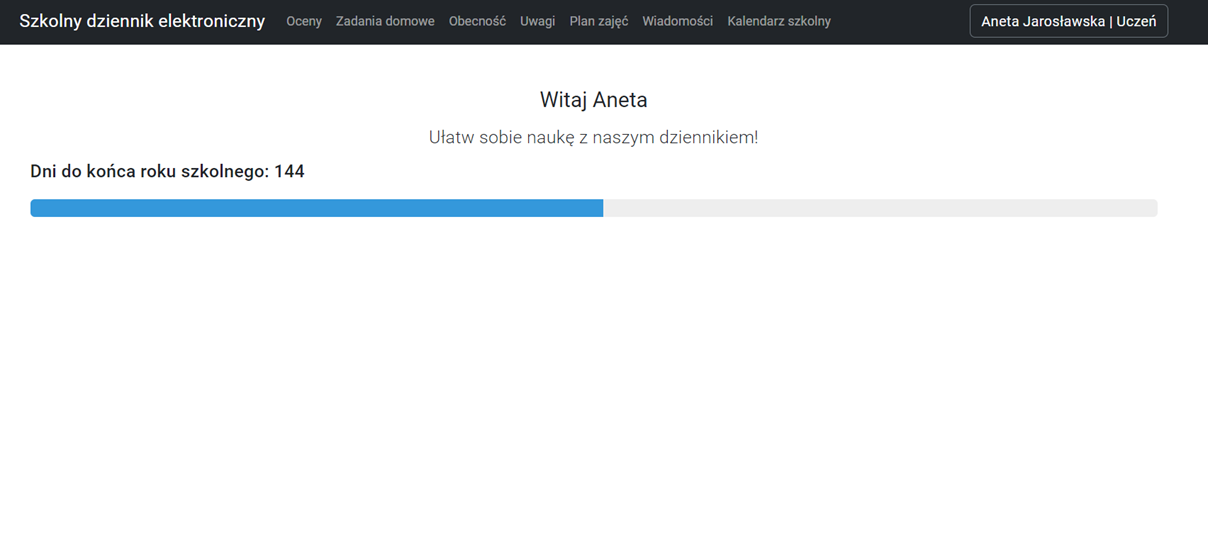 Szkolny dziennik elektroniczny Oceny Zadania domowe Obecność Uwagi Plan zajęć Wiadomości Kalendarz szkolny Aneta Jarosławska | Uczeń
Witaj Aneta
Ułatw sobie naukę z naszym dziennikiem!
Dni do końca roku szkolnego: 144